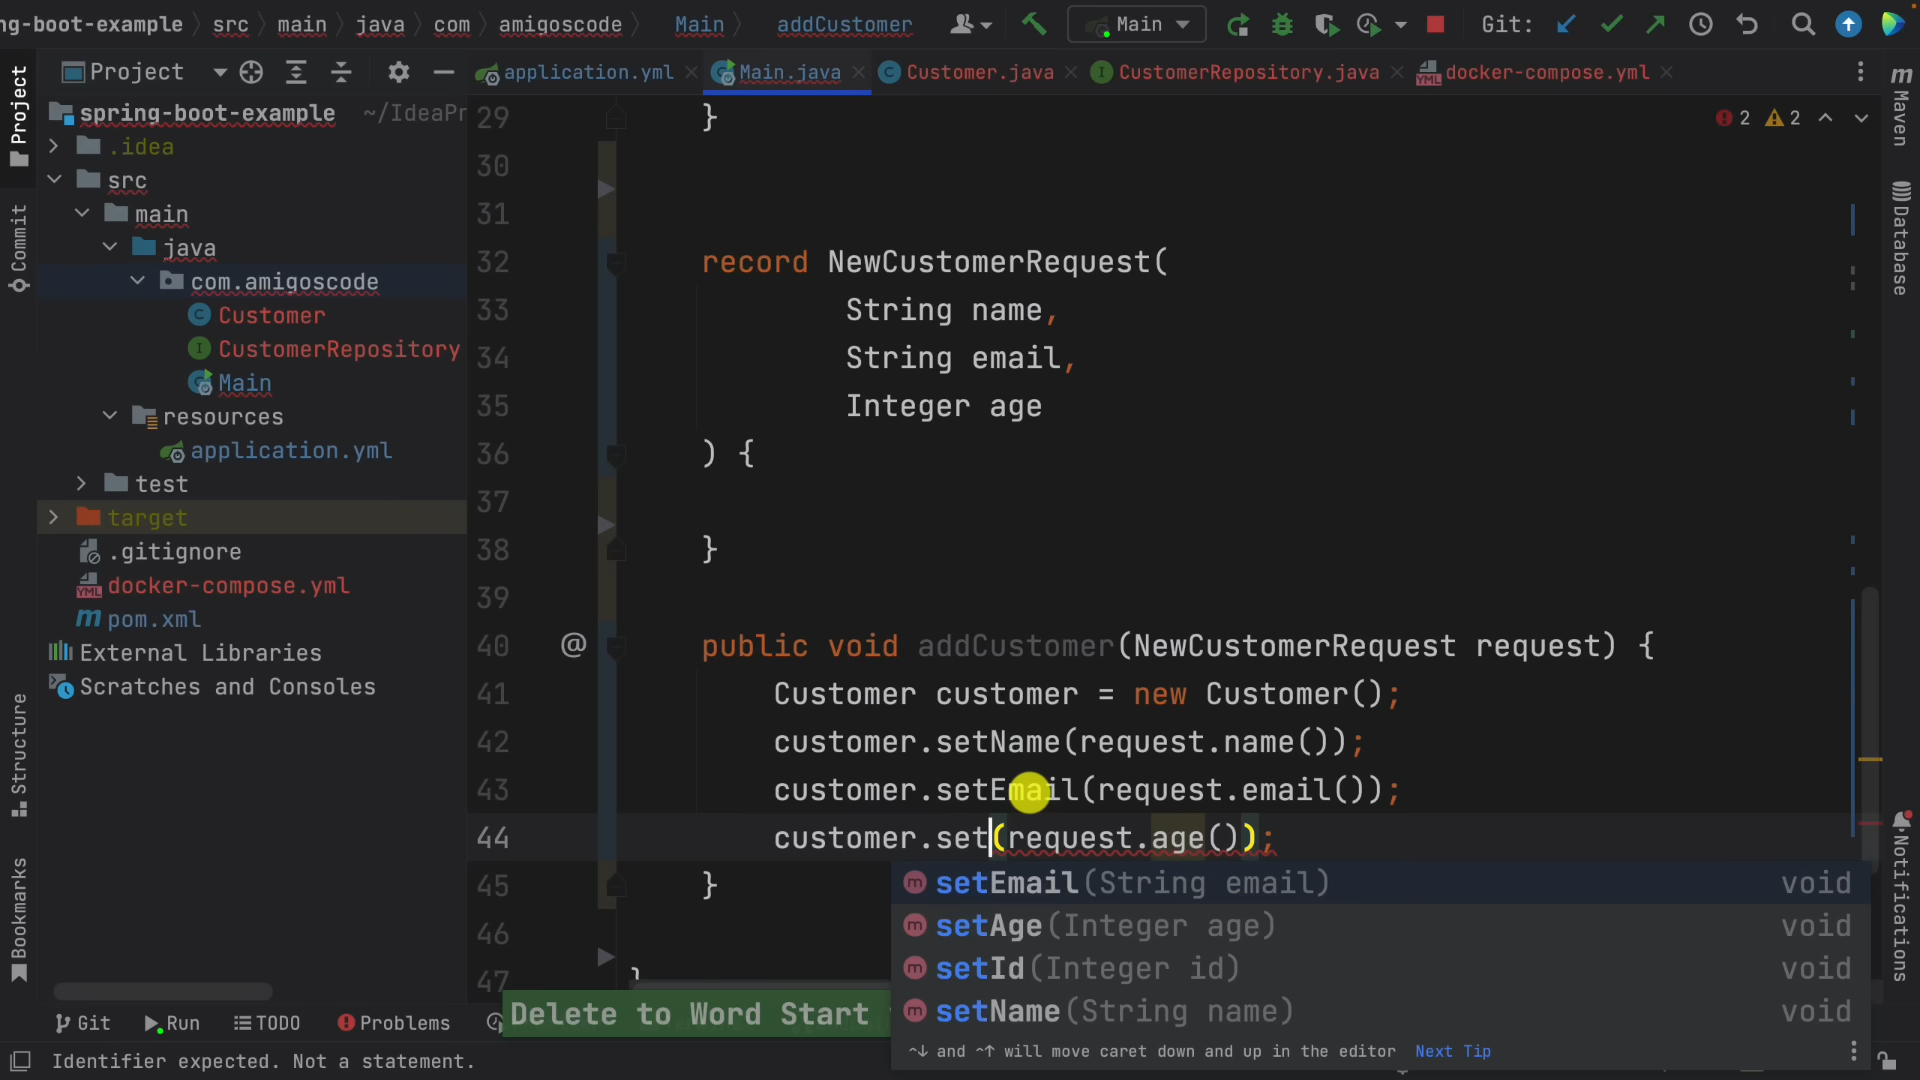 ng-boot-example src main java com amigoscode Main addCustomer Main Git:
Project
application.yml Main.java Customer.java CustomerRepository.java docker-compose.yml
Project
Commit
Structure
Bookmarks
spring-boot-example ~/IdeaPr
.idea
src
main
java
com.amigoscode
Customer
CustomerRepository
Main
resources
application.yml
test
target
.gitignore
docker-compose.yml
pom.xml
External Libraries
Scratches and Consoles
2 2
29 }
30
31
32 record NewCustomerRequest(
33 String name,
34 String email,
35 Integer age
36 ) {
37
38 }
39
40 @ public void addCustomer(NewCustomerRequest request) {
41 Customer customer = new Customer();
42 customer.setName(request.name());
43 customer.setEmail(request.email());
44 customer.set(request.age());
45 }
46
47 }
setEmail(String email) void
setAge(Integer age) void
setId(Integer id) void
setName(String name) void
^↓ and ^↑ will move caret down and up in the editor Next Tip
Delete to Word Start
m Maven
Database
Notifications
Git Run TODO Problems
Identifier expected. Not a statement.